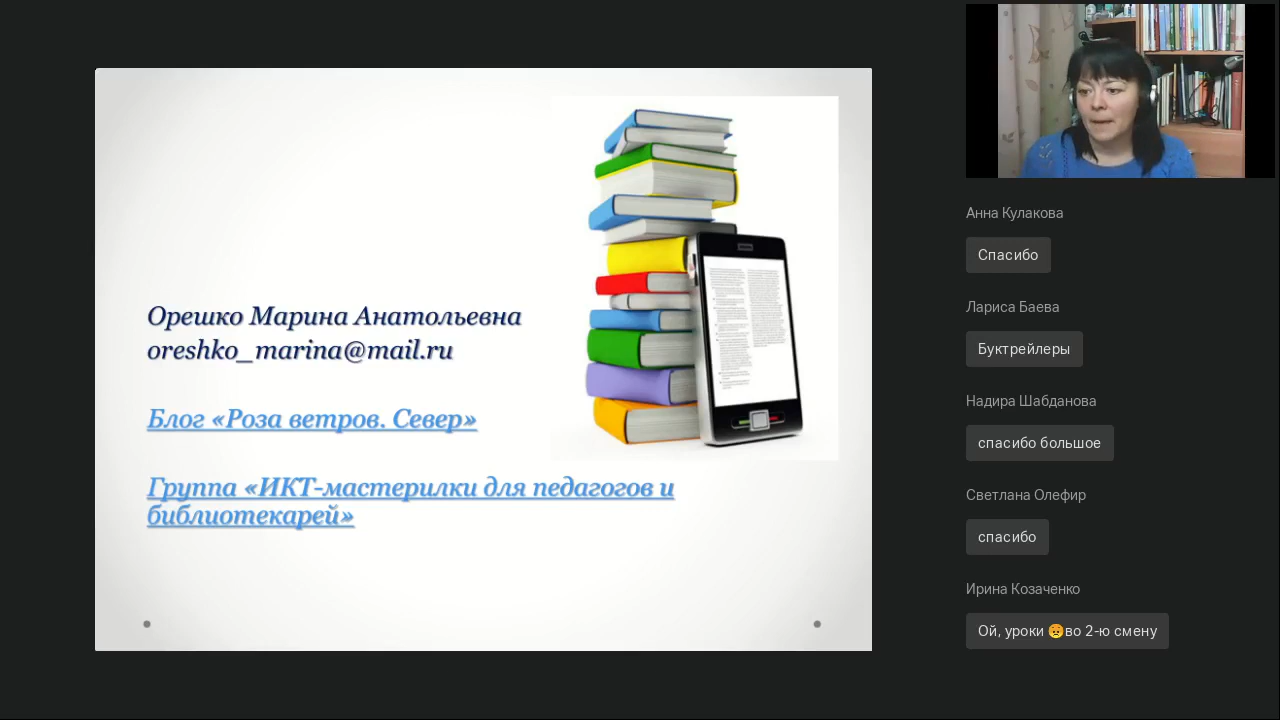 Орешко Марина Анатольевна
oreshko_marina@mail.ru
Блог «Роза ветров. Север»
Группа «ИКТ-мастерилки для педагогов и
библиотекарей»
Анна Кулакова
Спасибо
Лариса Баева
Буктрейлеры
Надира Шабданова
спасибо большое
Светлана Олефир
спасибо
Ирина Козаченко
Ой, уроки 😟во 2-ю смену